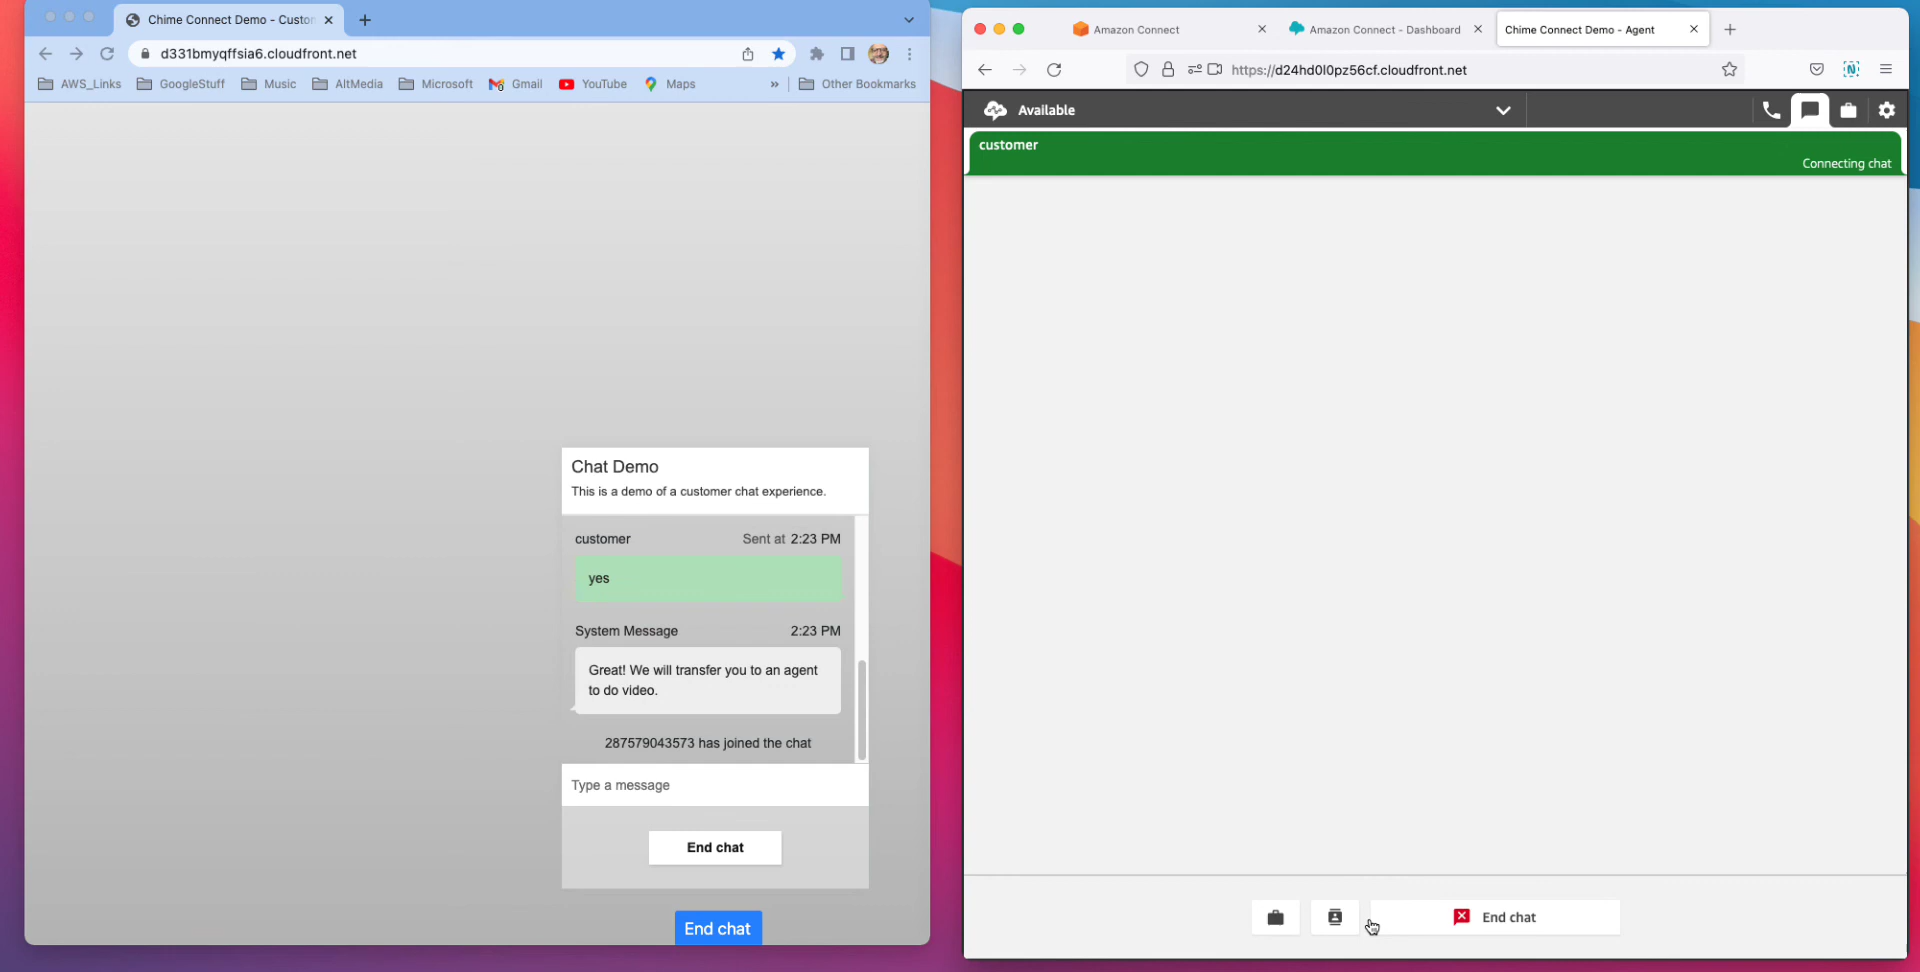 Chime Connect Demo - Custon
d331bmyqffsia6.cloudfront.net
AWS_Links
GoogleStuff
Music
AltMedia
Microsoft
Gmail
YouTube
Maps
»
Other Bookmarks
Chat Demo
This is a demo of a customer chat experience.
customer Sent at 2:23 PM
yes
System Message 2:23 PM
Great! We will transfer you to an agent
to do video.
287579043573 has joined the chat
Type a message
End chat
End chat
Amazon Connect
Amazon Connect - Dashboard
Chime Connect Demo - Agent
https://d24hd0l0pz56cf.cloudfront.net
N
Available
customer
Connecting chat
End chat